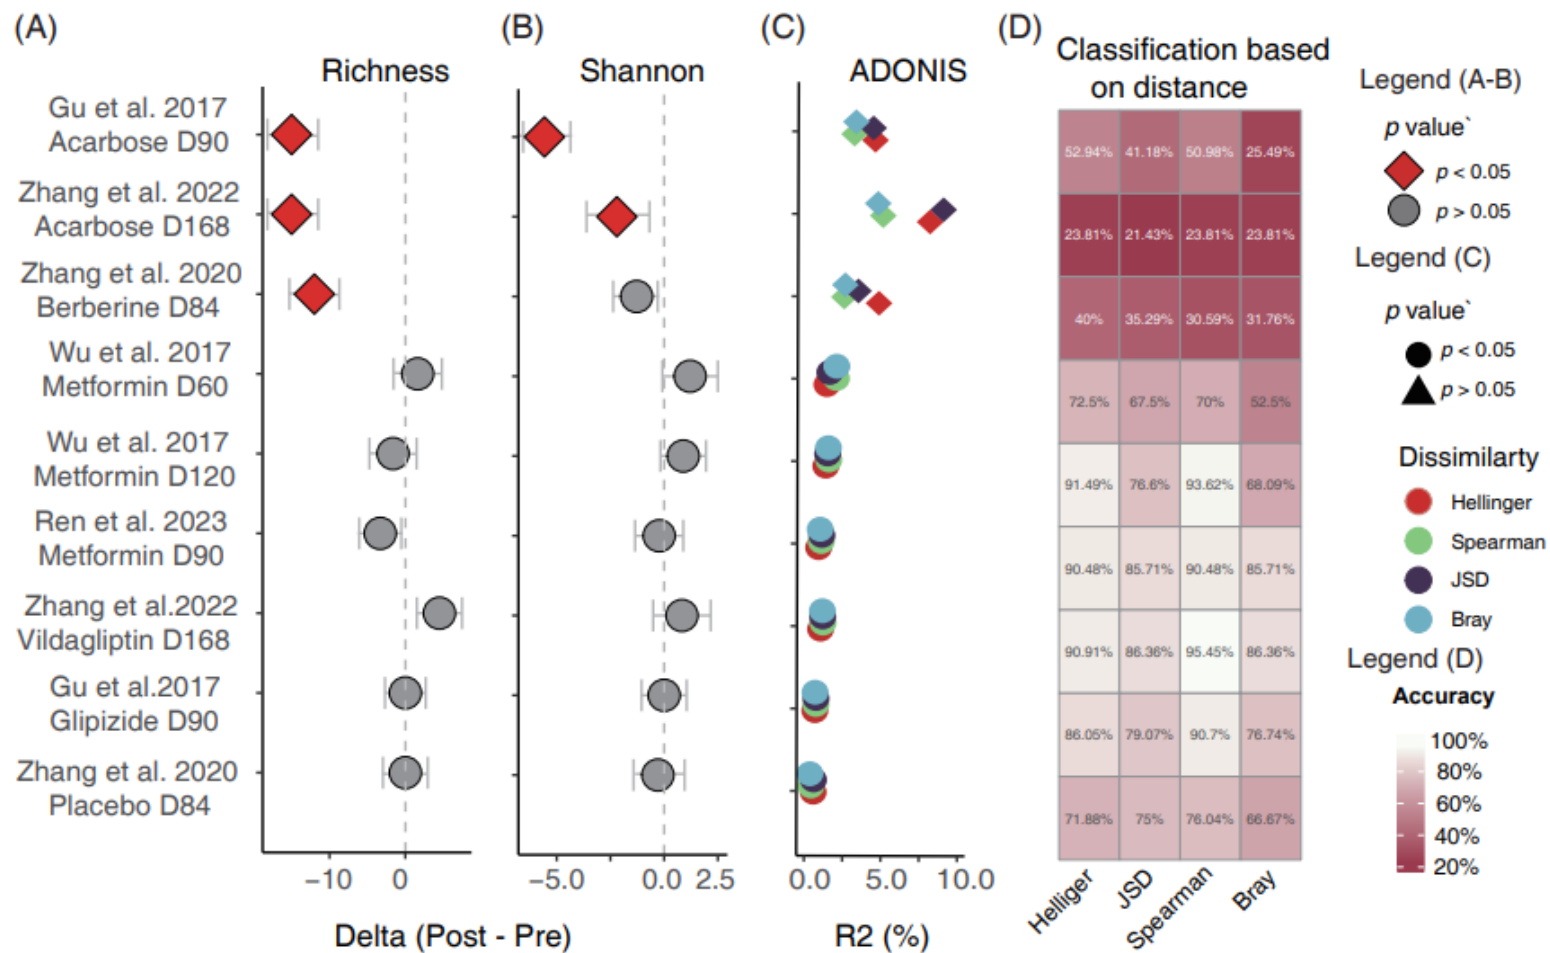 (A)
Richness
Gu et al. 2017
Acarbose D90
Zhang et al. 2022
Acarbose D168
Zhang et al. 2020
Berberine D84
Wu et al. 2017
Metformin D60
Wu et al. 2017
Metformin D120
Ren et al. 2023
Metformin D90
Zhang et al.2022
Vildagliptin D168
Gu et al.2017
Glipizide D90
Zhang et al. 2020
Placebo D84
−10 0
(B)
Shannon
−5.0 0.0 2.5
Delta (Post - Pre)
(C)
ADONIS
0.0 5.0 10.0
R2 (%)
(D)
Classification based
on distance
52.94% 41.18% 50.98% 25.49%
23.81% 21.43% 23.81% 23.81%
40% 35.29% 30.59% 31.76%
72.5% 67.5% 70% 52.5%
91.49% 76.6% 93.62% 68.09%
90.48% 85.71% 90.48% 85.71%
90.91% 86.36% 95.45% 86.36%
86.05% 79.07% 90.7% 76.74%
71.88% 75% 76.04% 66.67%
Helliger JSD Spearman Bray
Legend (A-B)
p value`
p < 0.05
p > 0.05
Legend (C)
p value`
p < 0.05
p > 0.05
Dissimilarty
Hellinger
Spearman
JSD
Bray
Legend (D)
Accuracy
100%
80%
60%
40%
20%